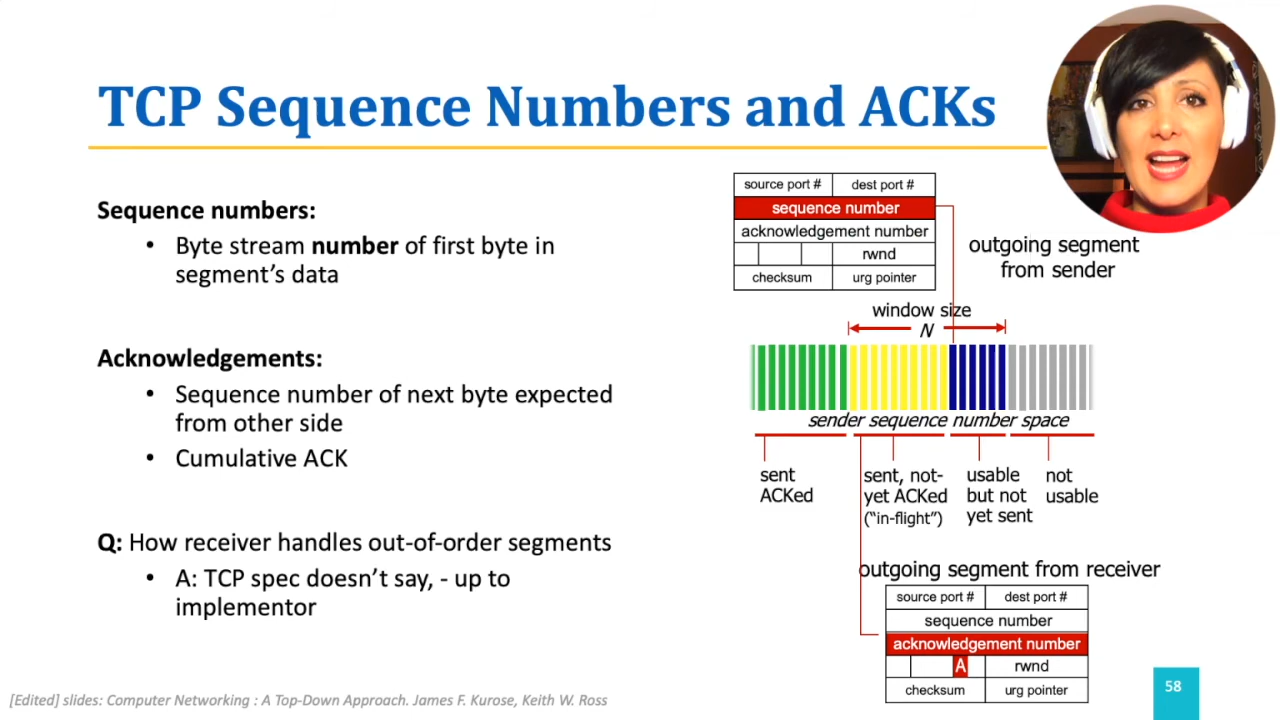 TCP Sequence Numbers and ACKs
Sequence numbers:
• Byte stream number of first byte in
segment's data
Acknowledgements:
• Sequence number of next byte expected
from other side
• Cumulative ACK
Q: How receiver handles out-of-order segments
• A: TCP spec doesn't say, - up to
implementor
source port # dest port #
sequence number
acknowledgement number
rwnd
checksum urg pointer
outgoing segment
from sender
window size
N
sender sequence number space
sent
ACKed
sent, not-
yet ACKed
("in-flight")
usable
but not
yet sent
not
usable
outgoing segment from receiver
source port # dest port #
sequence number
acknowledgement number
A rwnd
checksum urg pointer
[Edited] slides: Computer Networking : A Top-Down Approach. James F. Kurose, Keith W. Ross
58